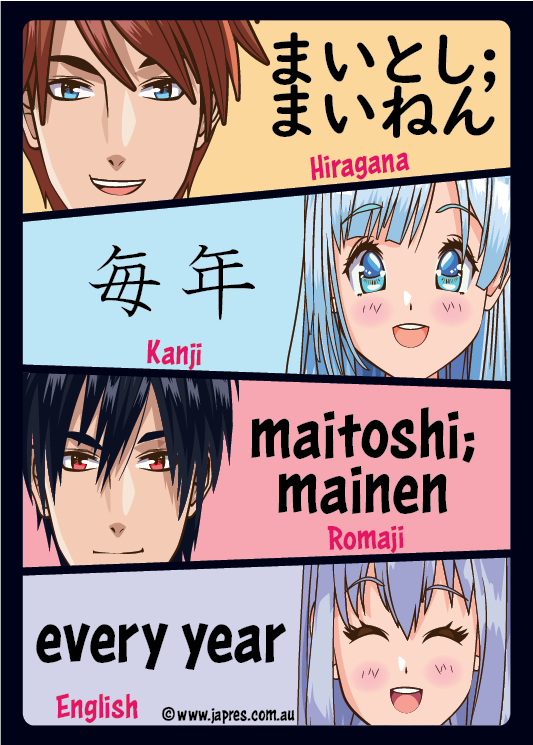 まいとし;
まいねん
Hiragana
毎年
Kanji
maitoshi;
mainen
Romaji
every year
English
© www.japres.com.au